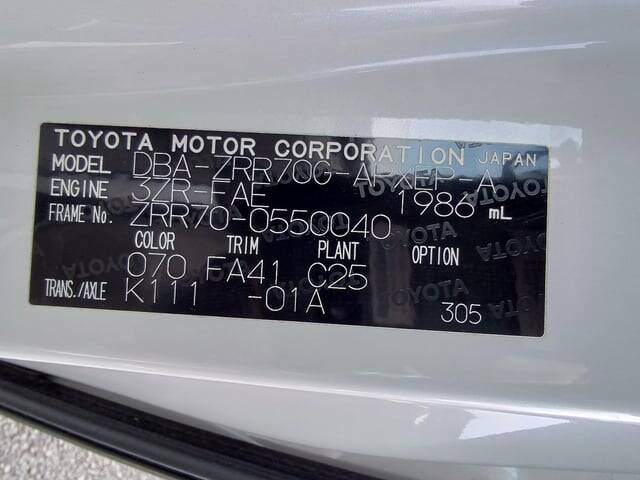 TOYOTA MOTOR CORPORATION JAPAN
MODEL DBA-ZRR70G-APXEP A
ENGINE 3ZR-FAE 1986 mL
FRAME No. ZRR70-0550040
COLOR TRIM PLANT OPTION
070 FA41 C25
TRANS./AXLE K111 -01A
305